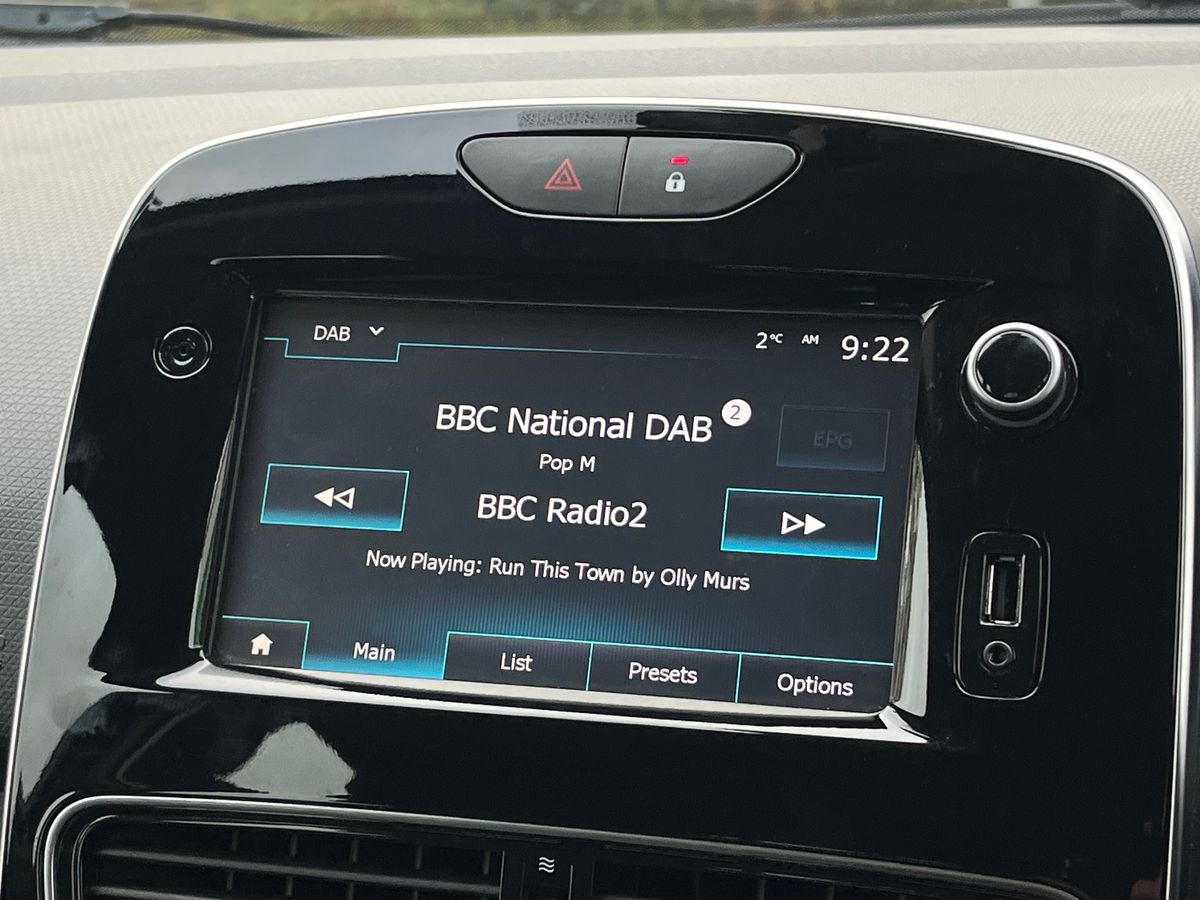 DAB
2°C AM 9:22
BBC National DAB 2
EPG
Pop M
BBC Radio2
Now Playing: Run This Town by Olly Murs
Main
List
Presets
Options